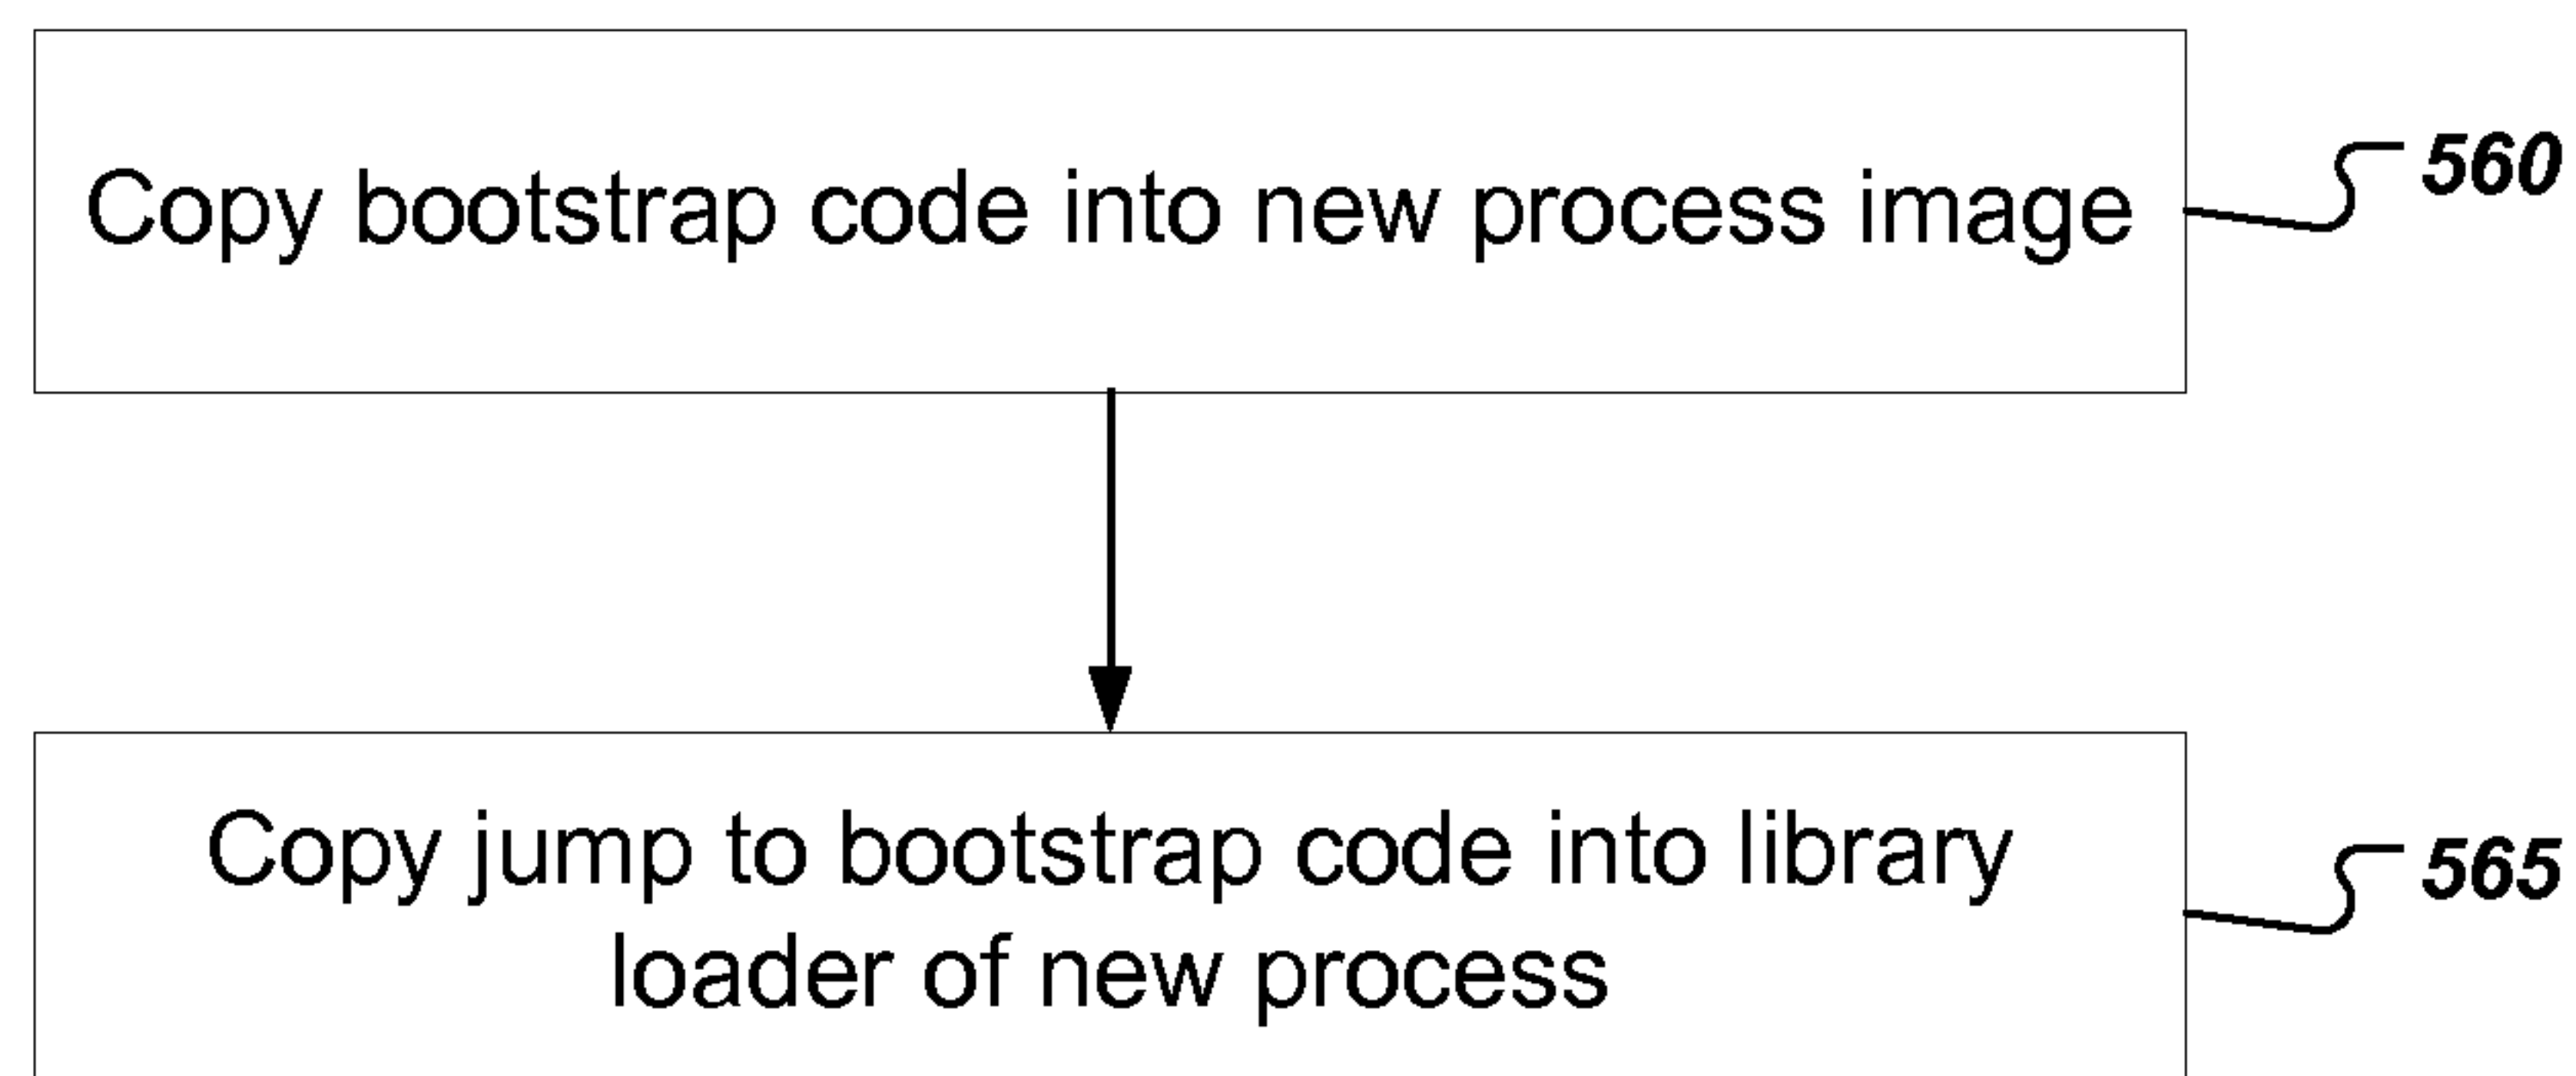 Copy bootstrap code into new process image
560
Copy jump to bootstrap code into library
loader of new process
565